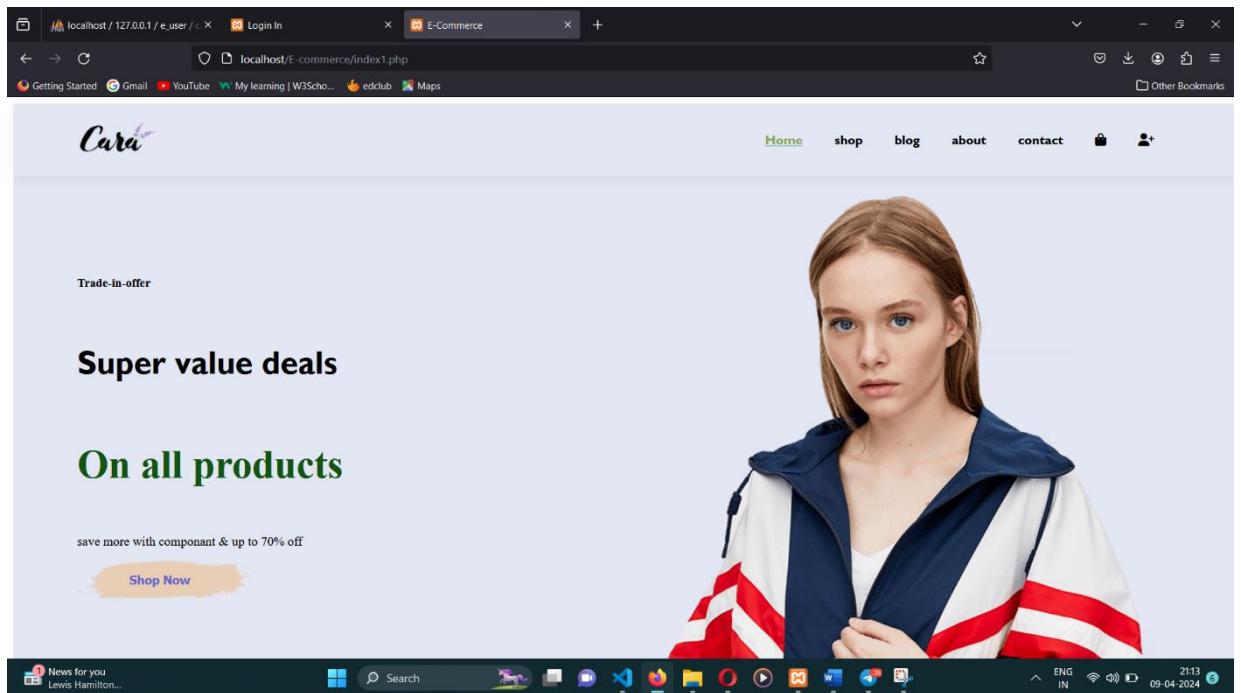 localhost / 127.0.0.1 / e_user / c
Login In
E-Commerce
localhost/E-commerce/index1.php
Getting Started Gmail YouTube My learning | W3Scho... edclub Maps Other Bookmarks
Cara
Home shop blog about contact
Trade-in-offer
Super value deals
On all products
save more with componant & up to 70% off
Shop Now
1
News for you
Lewis Hamilton...
Search
ENG
IN
21:13
09-04-2024
6